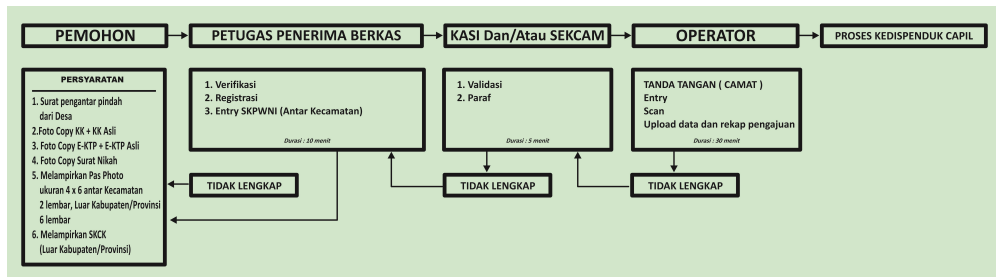 PEMOHON
PETUGAS PENERIMA BERKAS
KASI Dan/Atau SEKCAM
OPERATOR
PROSES KEDISPENDUK CAPIL
PERSYARATAN
1. Surat pengantar pindah
dari Desa
2.Foto Copy KK + KK Asli
3. Foto Copy E-KTP + E-KTP Asli
4. Foto Copy Surat Nikah
5. Melampirkan Pas Photo
ukuran 4 x 6 antar Kecamatan
2 lembar, Luar Kabupaten/Provinsi
6 lembar
6. Melampirkan SKCK
(Luar Kabupaten/Provinsi)
1. Verifikasi
2. Registrasi
3. Entry SKPWNI (Antar Kecamatan)
Durasi : 10 menit
TIDAK LENGKAP
1. Validasi
2. Paraf
Durasi : 5 menit
TIDAK LENGKAP
TANDA TANGAN ( CAMAT )
Entry
Scan
Upload data dan rekap pengajuan
Durasi : 30 menit
TIDAK LENGKAP